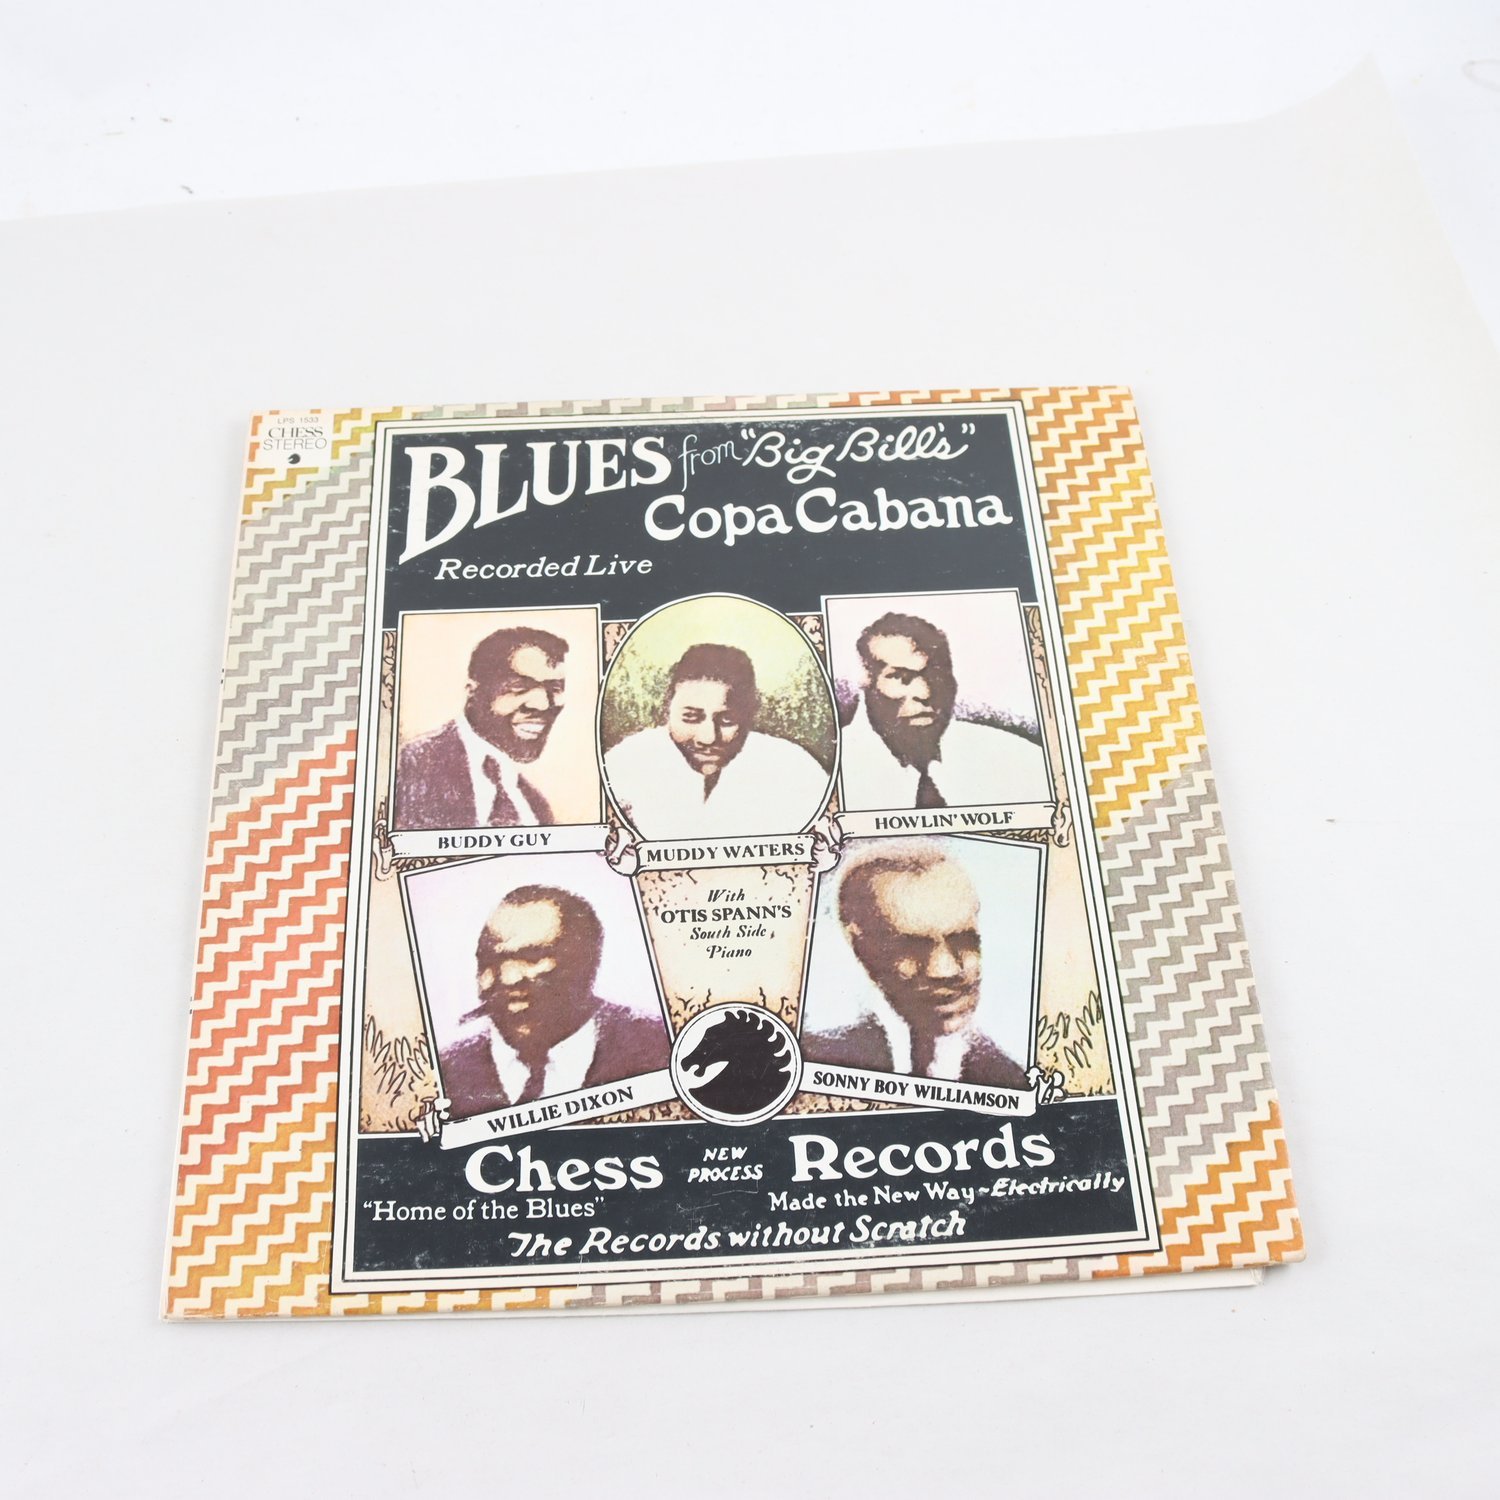 LPS 1533
CHESS
STEREO
BLUES from "Big Bill's"
Copa Cabana
Recorded Live
BUDDY GUY
MUDDY WATERS
HOWLIN' WOLF
With
OTIS SPANN'S
South Side
Piano
WILLIE DIXON
SONNY BOY WILLIAMSON
Chess NEW PROCESS Records
"Home of the Blues"
Made the New Way~Electrically
The Records without Scratch